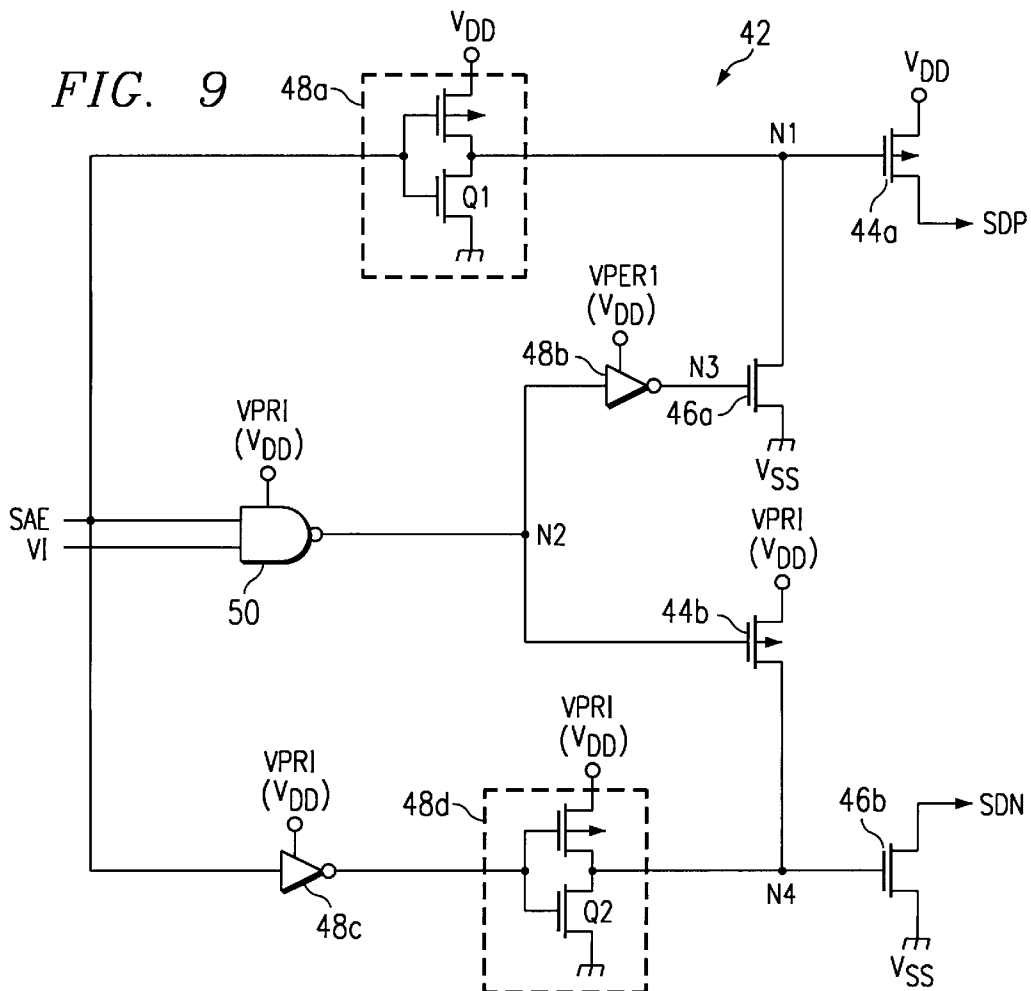 FIG. 9
48a
VDD
Q1
42
N1
VDD
44a
SDP
VPER1
(VDD)
48b
N3
46a
VSS
VPRI
(VDD)
SAE
VI
50
N2
VPRI
(VDD)
44b
VPRI
(VDD)
48c
48d
VPRI
(VDD)
Q2
N4
46b
SDN
VSS